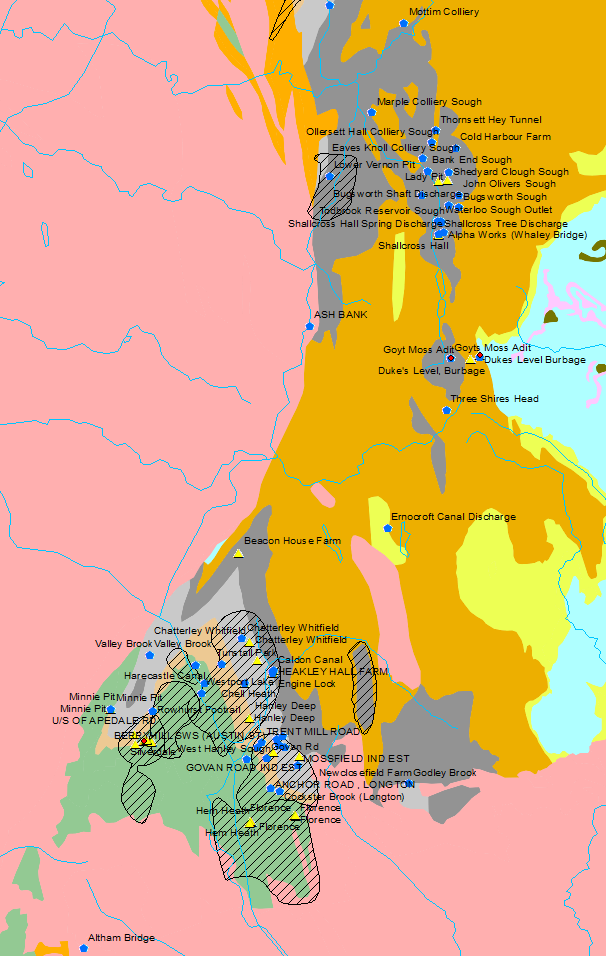 Mottim Colliery
Marple Colliery Sough
Thornsett Hey Tunnel
Ollersett Hall Colliery Sough
Cold Harbour Farm
Eaves Knoll Colliery Sough
Bank End Sough
Lower Vernon Pit
Shedyard Clough Sough
Lady Pit
John Olivers Sough
Bugsworth Shaft Discharge
Bugsworth Sough
Todbrook Reservoir Sough
Waterloo Sough Outlet
Shallcross Hall Spring Discharge
Shallcross Tree Discharge
Alpha Works (Whaley Bridge)
Shallcross Hall
ASH BANK
Goyt Moss Adit
Goyts Moss Adit
Dukes Level Burbage
Duke's Level, Burbage
Three Shires Head
Ernocroft Canal Discharge
Beacon House Farm
Chatterley Whitfield
Chatterley Whitfield
Chatterley Whitfield
Valley Brook
Valley Brook
Tunstall Park
Caldon Canal
HEAKLEY HALL FARM
Harecastle Canal
Westport Lake
Engine Lock
Chell Heath
Minnie Pit
Minnie Pit
Minnie Pit
Rowhurst Footrail
Hanley Deep
Hanley Deep
U/S OF APEDALE RD
BERRYHILL SWS (AUSTIN ST)
TRENT MILL ROAD
Silverdale
West Hanley Sough
Govan Rd
MOSSFIELD IND EST
GOVAN ROAD IND EST
Newclosefield Farm
Godley Brook
ANCHOR ROAD , LONGTON
Cockster Brook (Longton)
Hem Heath
Florence
Florence
Florence
Florence
Hem Heath
Altham Bridge